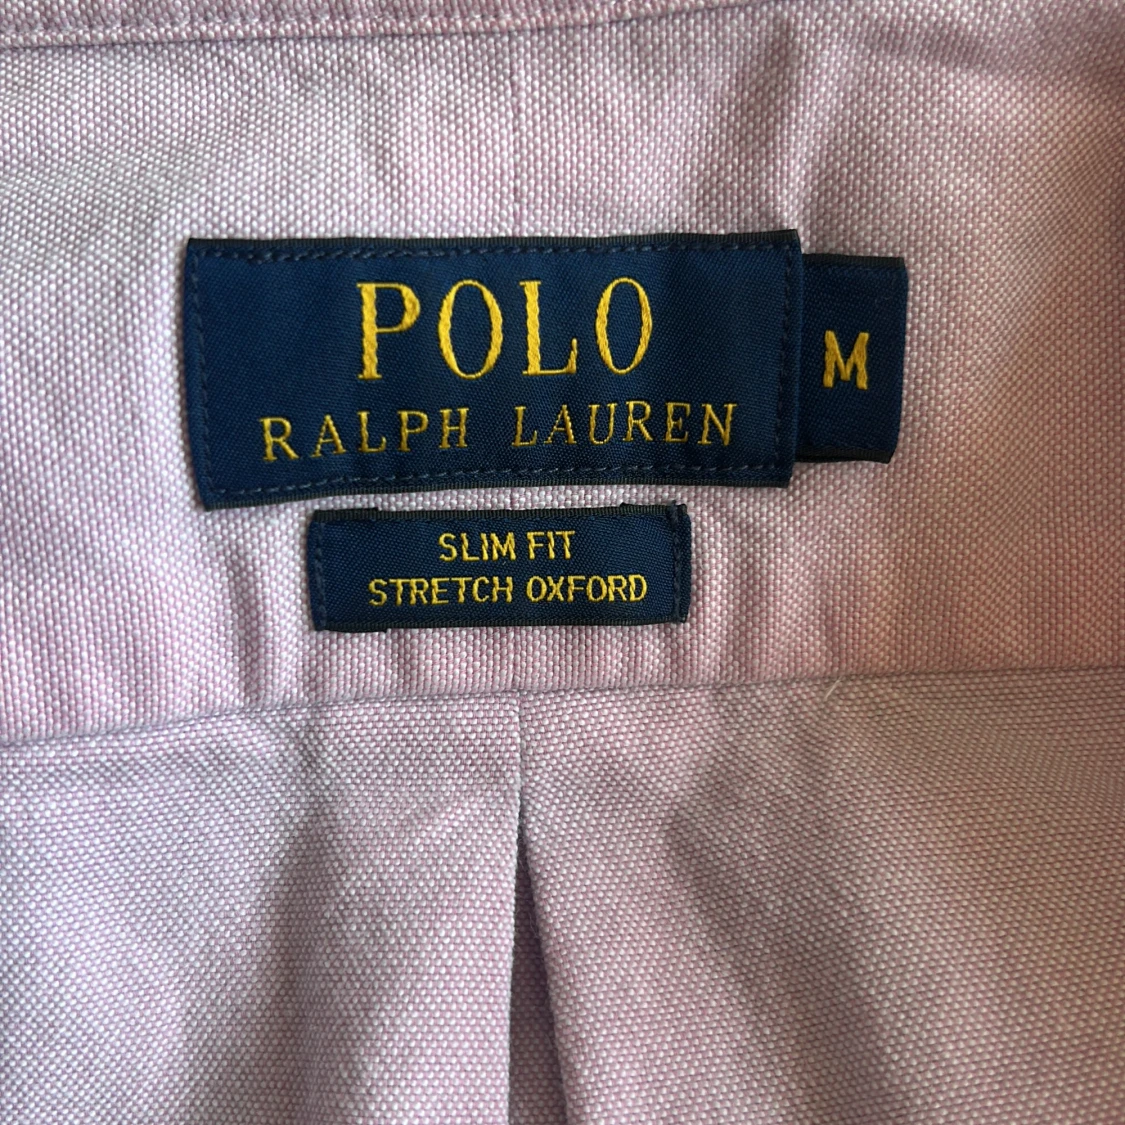 POLO
RALPH LAUREN
M
SLIM FIT
STRETCH OXFORD